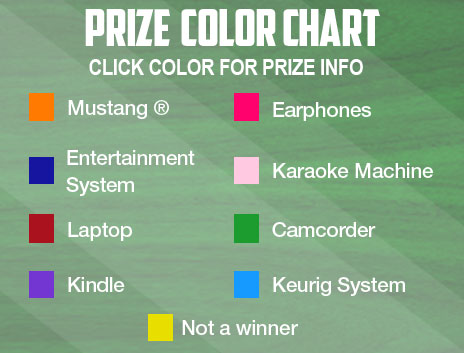 PRIZE COLOR CHART
CLICK COLOR FOR PRIZE INFO
Mustang ®
Earphones
Entertainment
System
Karaoke Machine
Laptop
Camcorder
Kindle
Keurig System
Not a winner